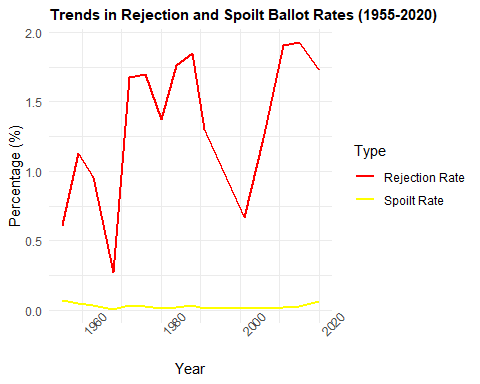 Trends in Rejection and Spoilt Ballot Rates (1955-2020)
2.0
1.5
1.0
0.5
0.0
Percentage (%)
1960
1980
2000
2020
Year
Type
Rejection Rate
Spoilt Rate